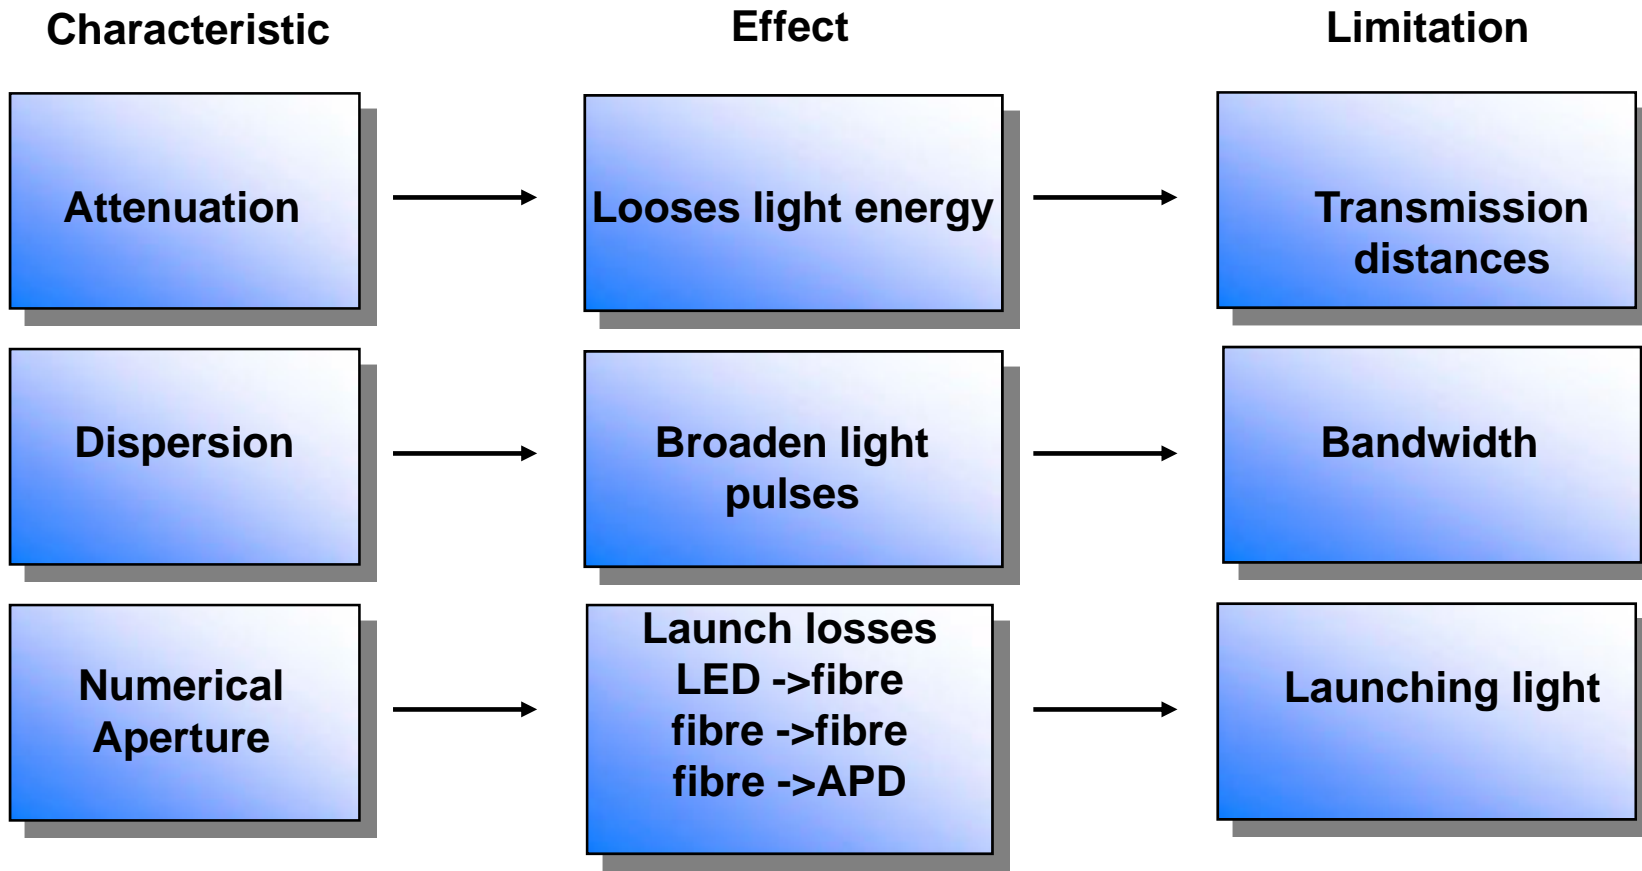 Characteristic
Effect
Limitation
Attenuation
Looses light energy
Transmission
distances
Dispersion
Broaden light
pulses
Bandwidth
Numerical
Aperture
Launch losses
LED ->fibre
fibre ->fibre
fibre ->APD
Launching light